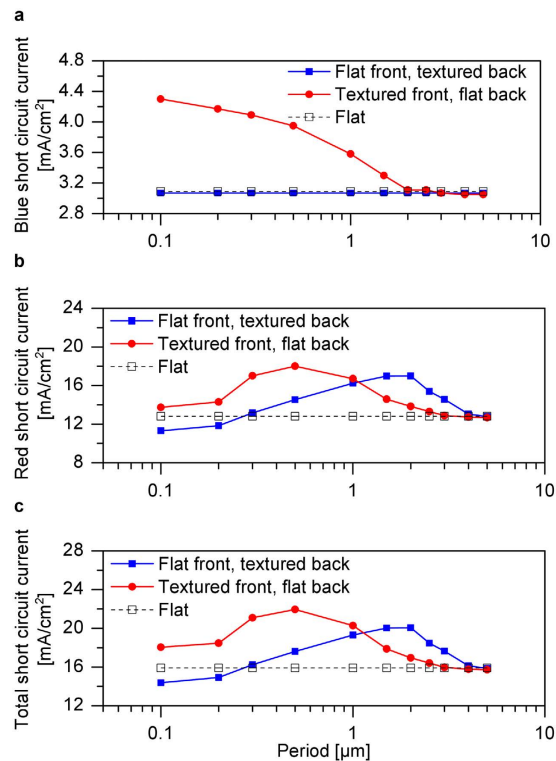 a
Blue short circuit current
[mA/cm²]
4.8
4.4
4.0
3.6
3.2
2.8
Flat front, textured back
Textured front, flat back
Flat
0.1
1
10
b
Red short circuit current
[mA/cm²]
24
20
16
12
8
Flat front, textured back
Textured front, flat back
Flat
0.1
1
10
c
Total short circuit current
[mA/cm²]
28
24
20
16
12
Flat front, textured back
Textured front, flat back
Flat
0.1
1
10
Period [µm]